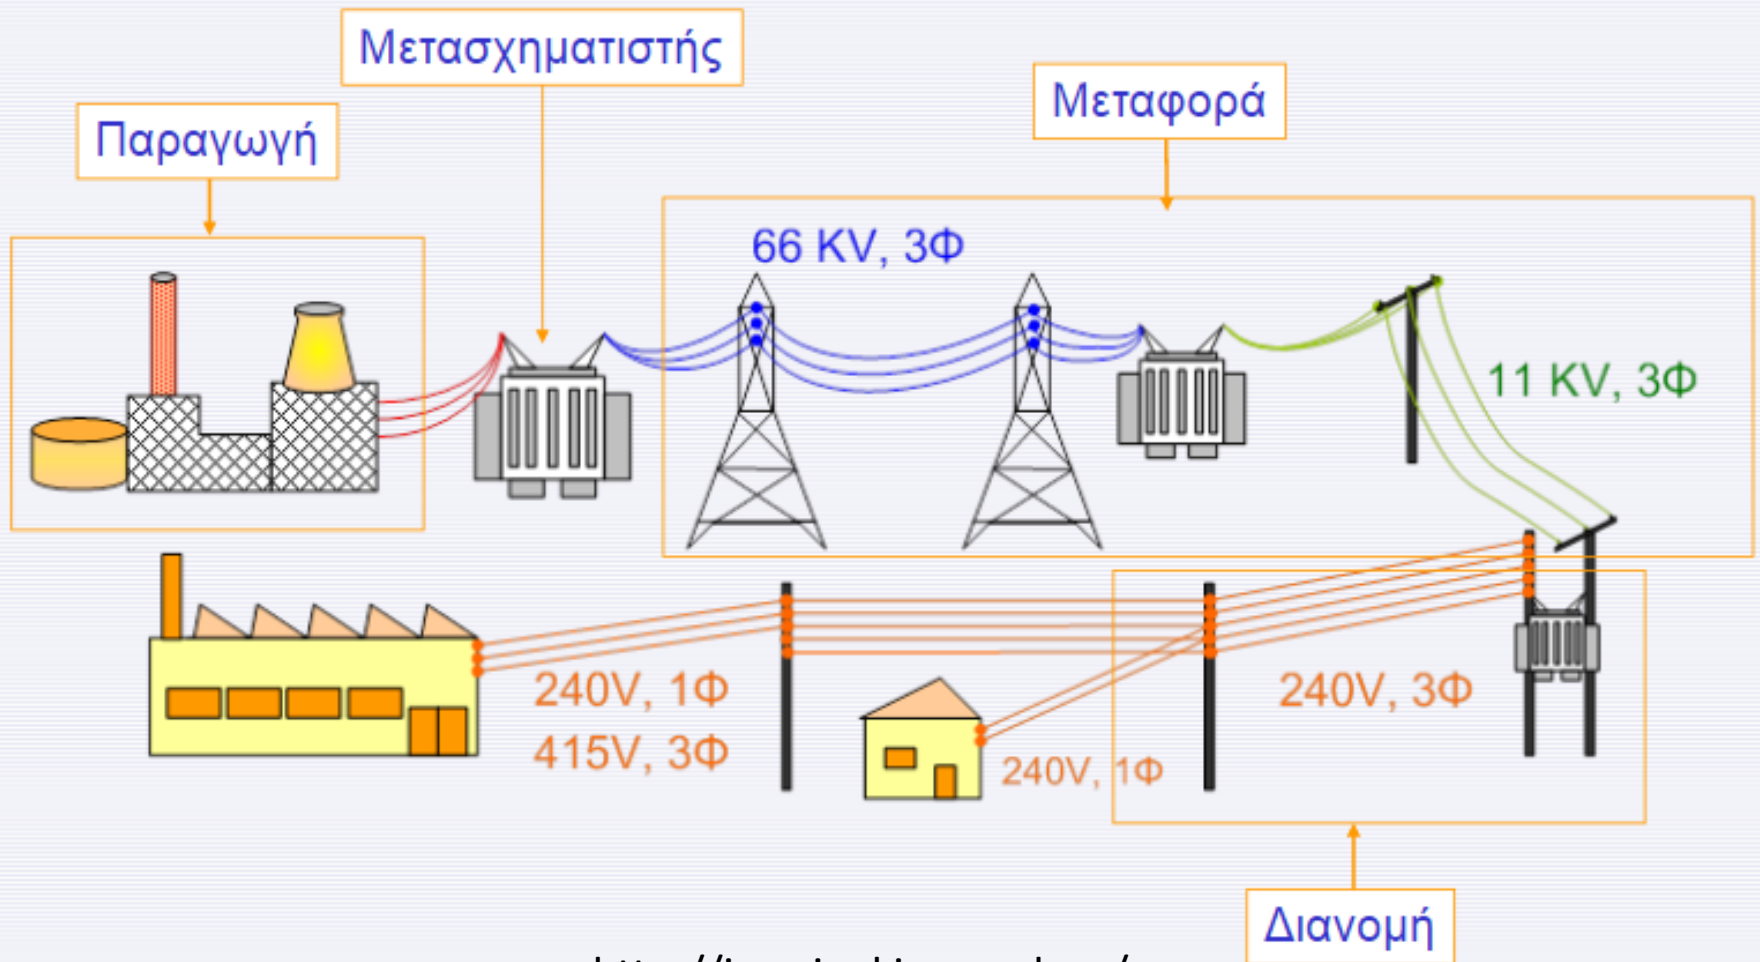 Μετασχηματιστής
Μεταφορά
Παραγωγή
66 KV, 3Φ
11 KV, 3Φ
240V, 1Φ
415V, 3Φ
240V, 1Φ
240V, 3Φ
Διανομή